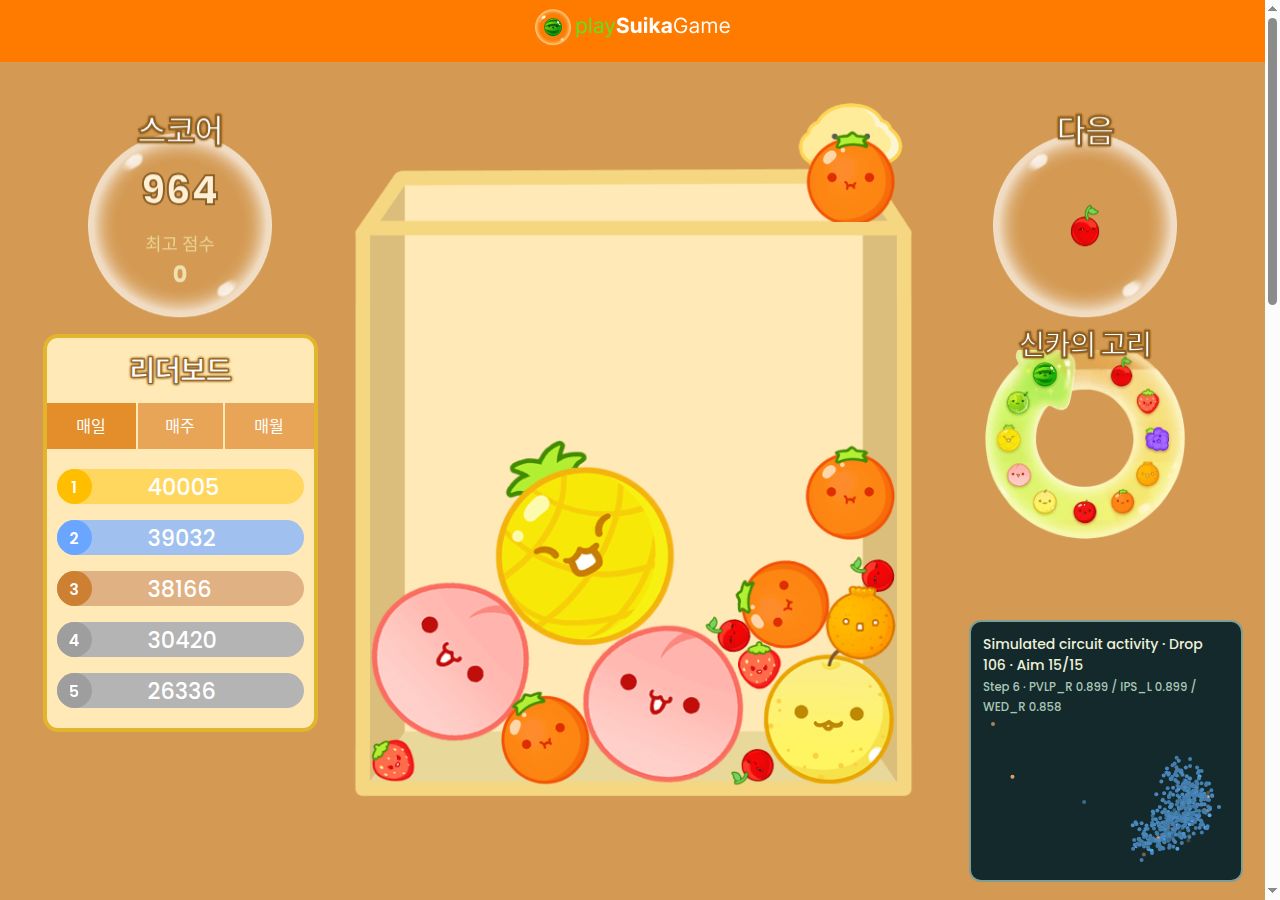 playSuikaGame
스코어
964
최고 점수
0
다음
신카의 고리
리더보드
매일 매주 매월
1 40005
2 39032
3 38166
4 30420
5 26336
Simulated circuit activity · Drop
106 · Aim 15/15
Step 6 · PVLP_R 0.899 / IPS_L 0.899 /
WED_R 0.858